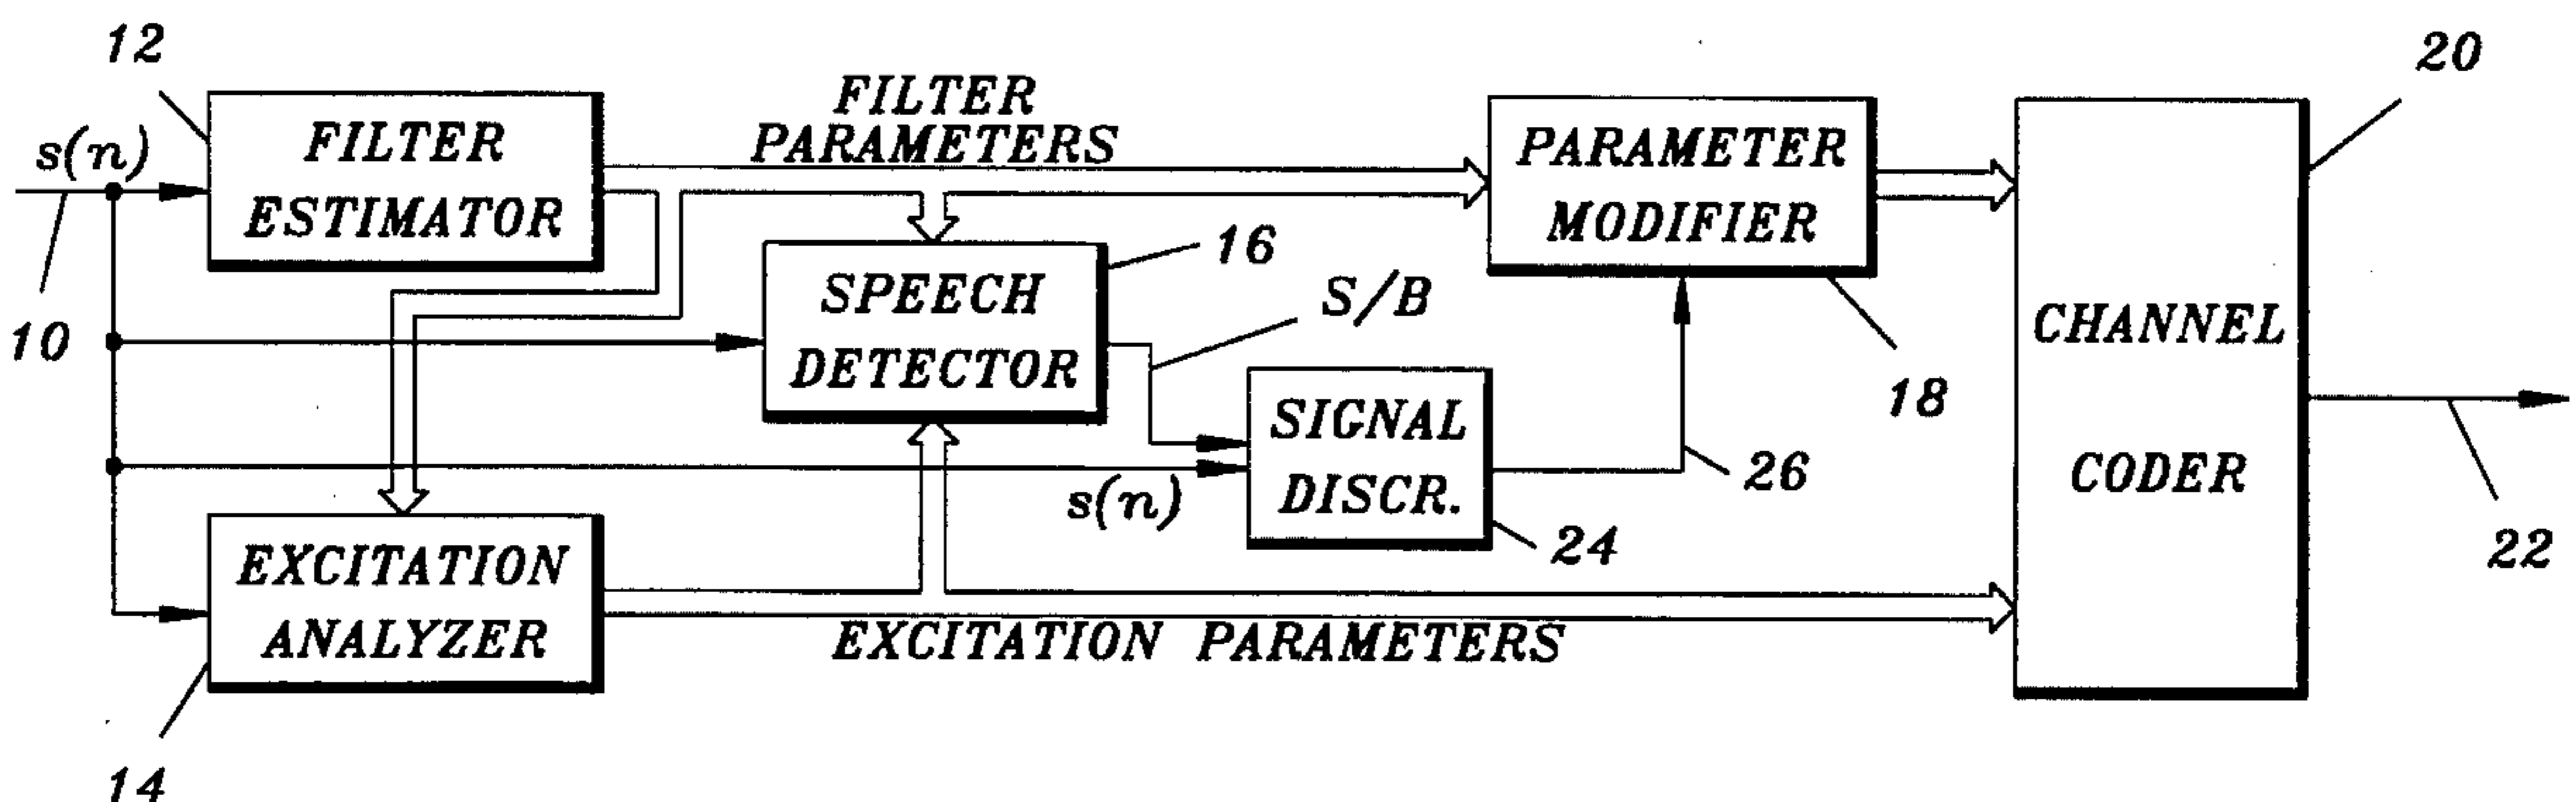 12
20
s(n)
FILTER
ESTIMATOR
FILTER
PARAMETERS
PARAMETER
MODIFIER
10
16
SPEECH
DETECTOR
S/B
18
CHANNEL
CODER
SIGNAL
DISCR.
26
s(n)
24
22
EXCITATION
ANALYZER
EXCITATION PARAMETERS
14